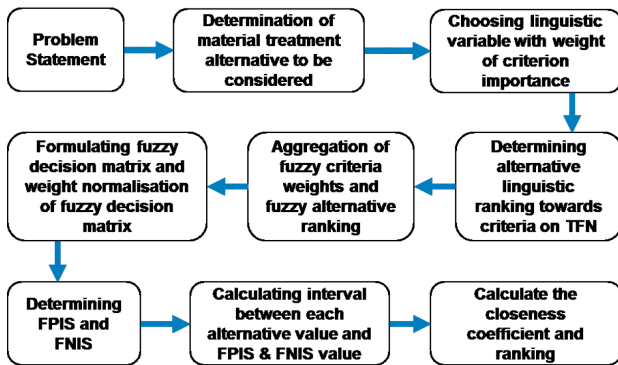 Problem
Statement
Determination of
material treatment
alternative to be
considered
Choosing linguistic
variable with weight
of criterion
importance
Determining
alternative
linguistic
ranking towards
criteria on TFN
Aggregation of
fuzzy criteria
weights and
fuzzy alternative
ranking
Formulating fuzzy
decision matrix and
weight normalisation
of fuzzy decision
matrix
Determining
FPIS and
FNIS
Calculating interval
between each
alternative value and
FPIS & FNIS value
Calculate the
closeness
coefficient and
ranking